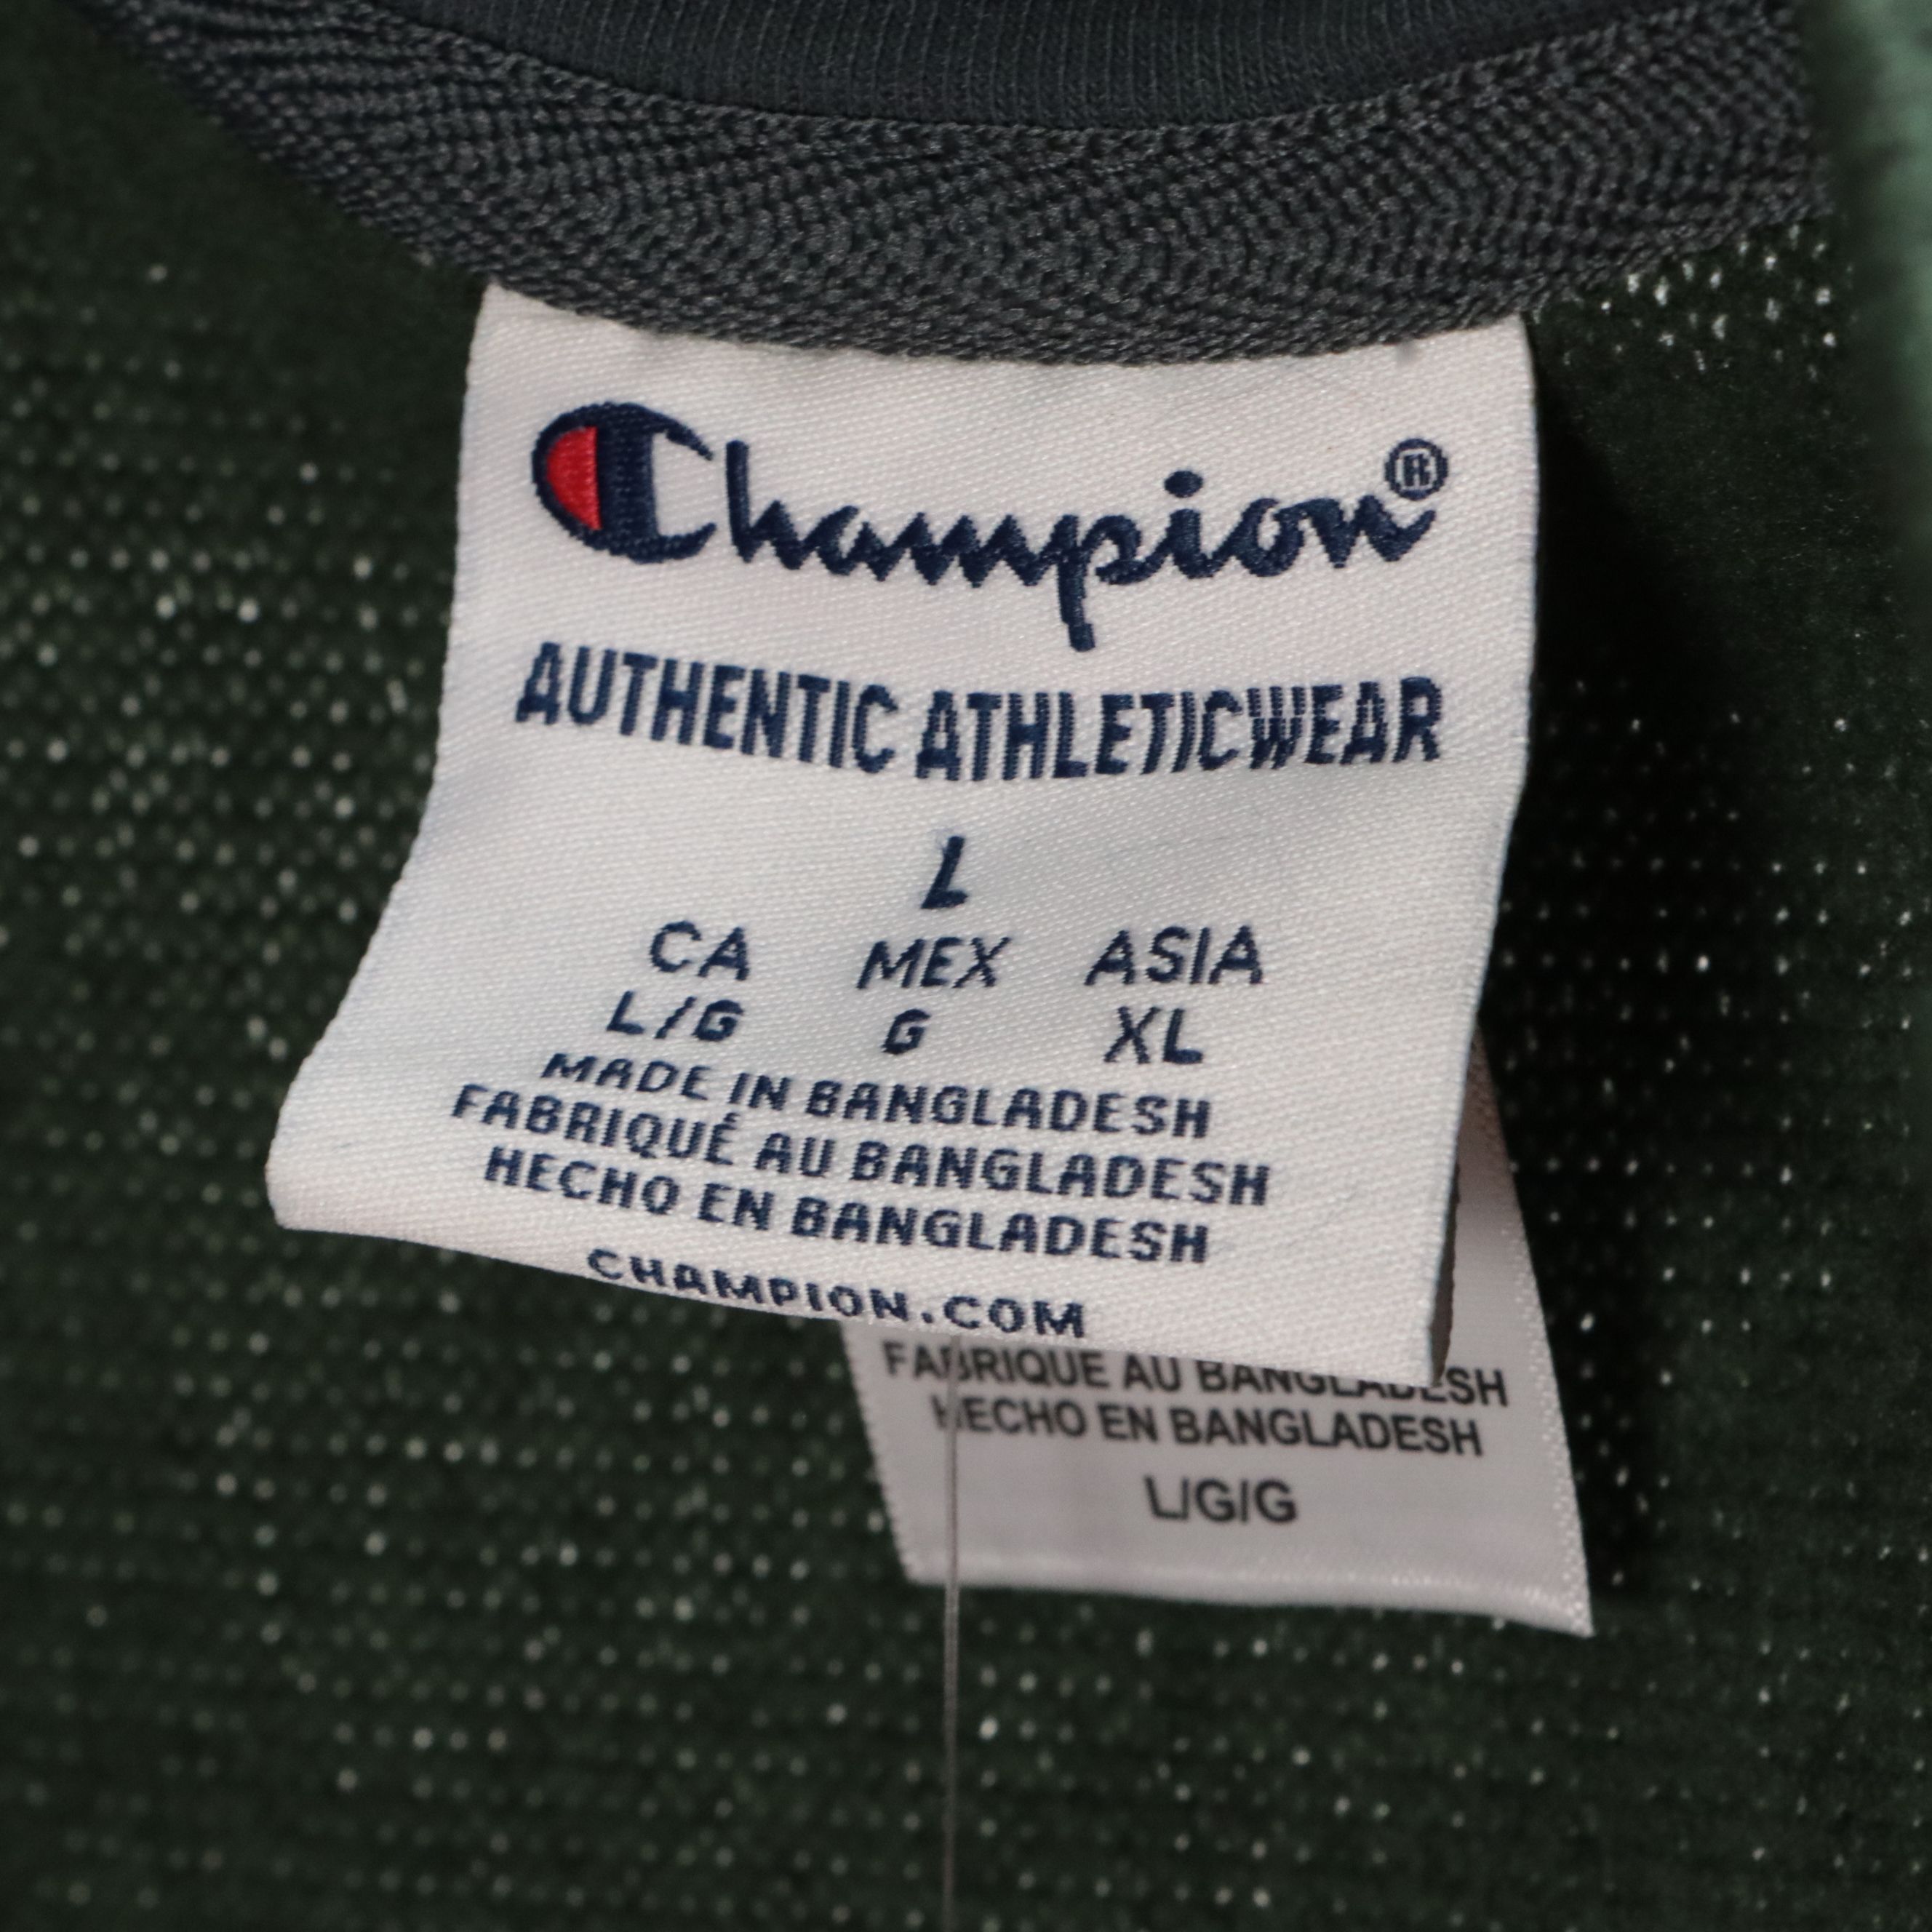 Champion®
AUTHENTIC ATHLETICWEAR
L
CA MEX ASIA
L/G G XL
MADE IN BANGLADESH
FABRIQUÉ AU BANGLADESH
HECHO EN BANGLADESH
CHAMPION.COM
FABRIQUE AU BANGLADESH
HECHO EN BANGLADESH
L/G/G